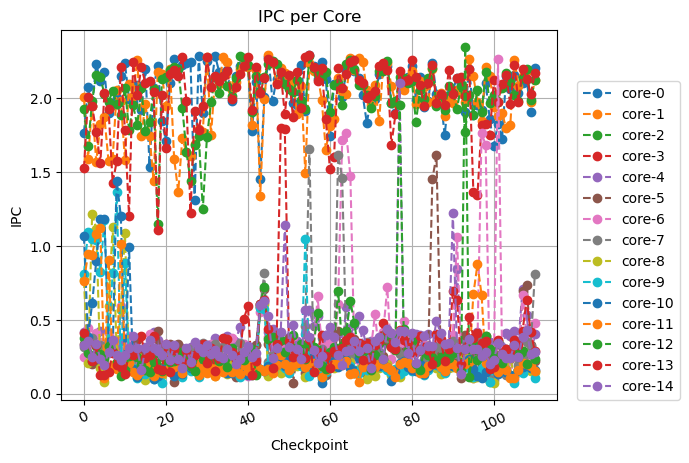 IPC per Core
IPC
2.0
1.5
1.0
0.5
0.0
0
20
40
60
80
100
Checkpoint
core-0
core-1
core-2
core-3
core-4
core-5
core-6
core-7
core-8
core-9
core-10
core-11
core-12
core-13
core-14